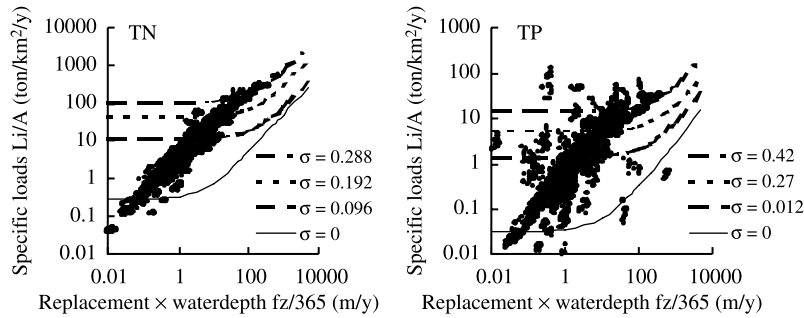 TN
Specific loads Li/A (ton/km²/y)
10000
1000
100
10
1
0.1
0.01
0.01
1
100
10000
σ = 0.288
σ = 0.192
σ = 0.096
σ = 0
Replacement × waterdepth fz/365 (m/y)
TP
Specific loads Li/A (ton/km²/y)
1000
100
10
1
0.1
0.01
0.01
1
100
10000
σ = 0.42
σ = 0.27
σ = 0.012
σ = 0
Replacement × waterdepth fz/365 (m/y)